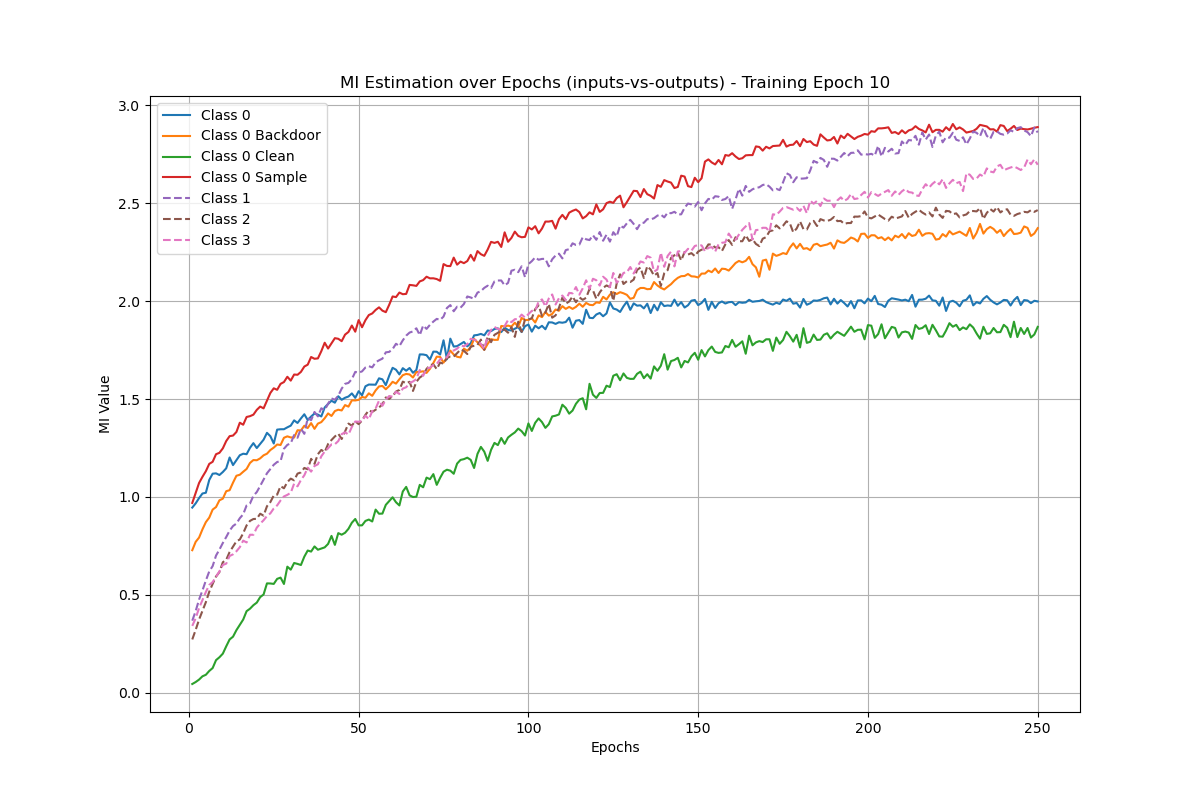 MI Estimation over Epochs (inputs-vs-outputs) - Training Epoch 10
3.0
2.5
2.0
1.5
1.0
0.5
0.0
MI Value
Class 0
Class 0 Backdoor
Class 0 Clean
Class 0 Sample
Class 1
Class 2
Class 3
0
50
100
150
200
250
Epochs